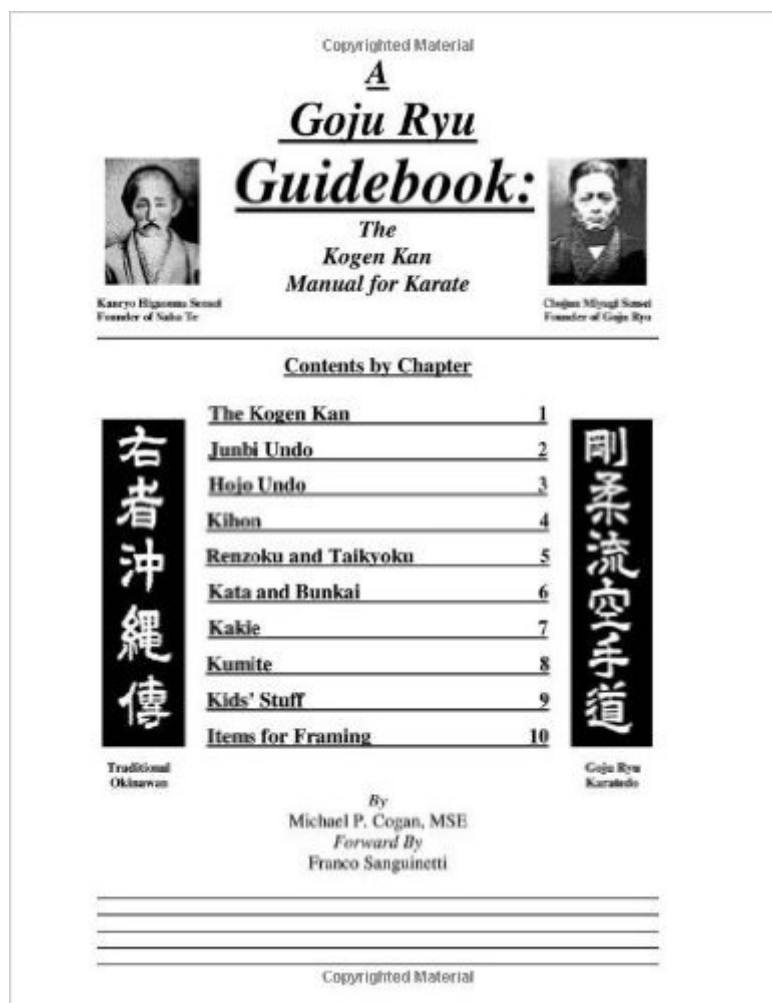 Copyrighted Material
A
Goju Ryu
Guidebook:
The
Kogen Kan
Manual for Karate
Kanryo Higaonna Sensei
Founder of Naha Te
Chojun Miyagi Sensei
Founder of Goju Ryu
Contents by Chapter
The Kogen Kan 1
Junbi Undo 2
Hojo Undo 3
Kihon 4
Renzoku and Taikyoku 5
Kata and Bunkai 6
Kakie 7
Kumite 8
Kids' Stuff 9
Items for Framing 10
右者沖縄傳
Traditional
Okinawan
剛柔流空手道
Goju Ryu
Karatedo
By
Michael P. Cogan, MSE
Forward By
Franco Sanguinetti
Copyrighted Material